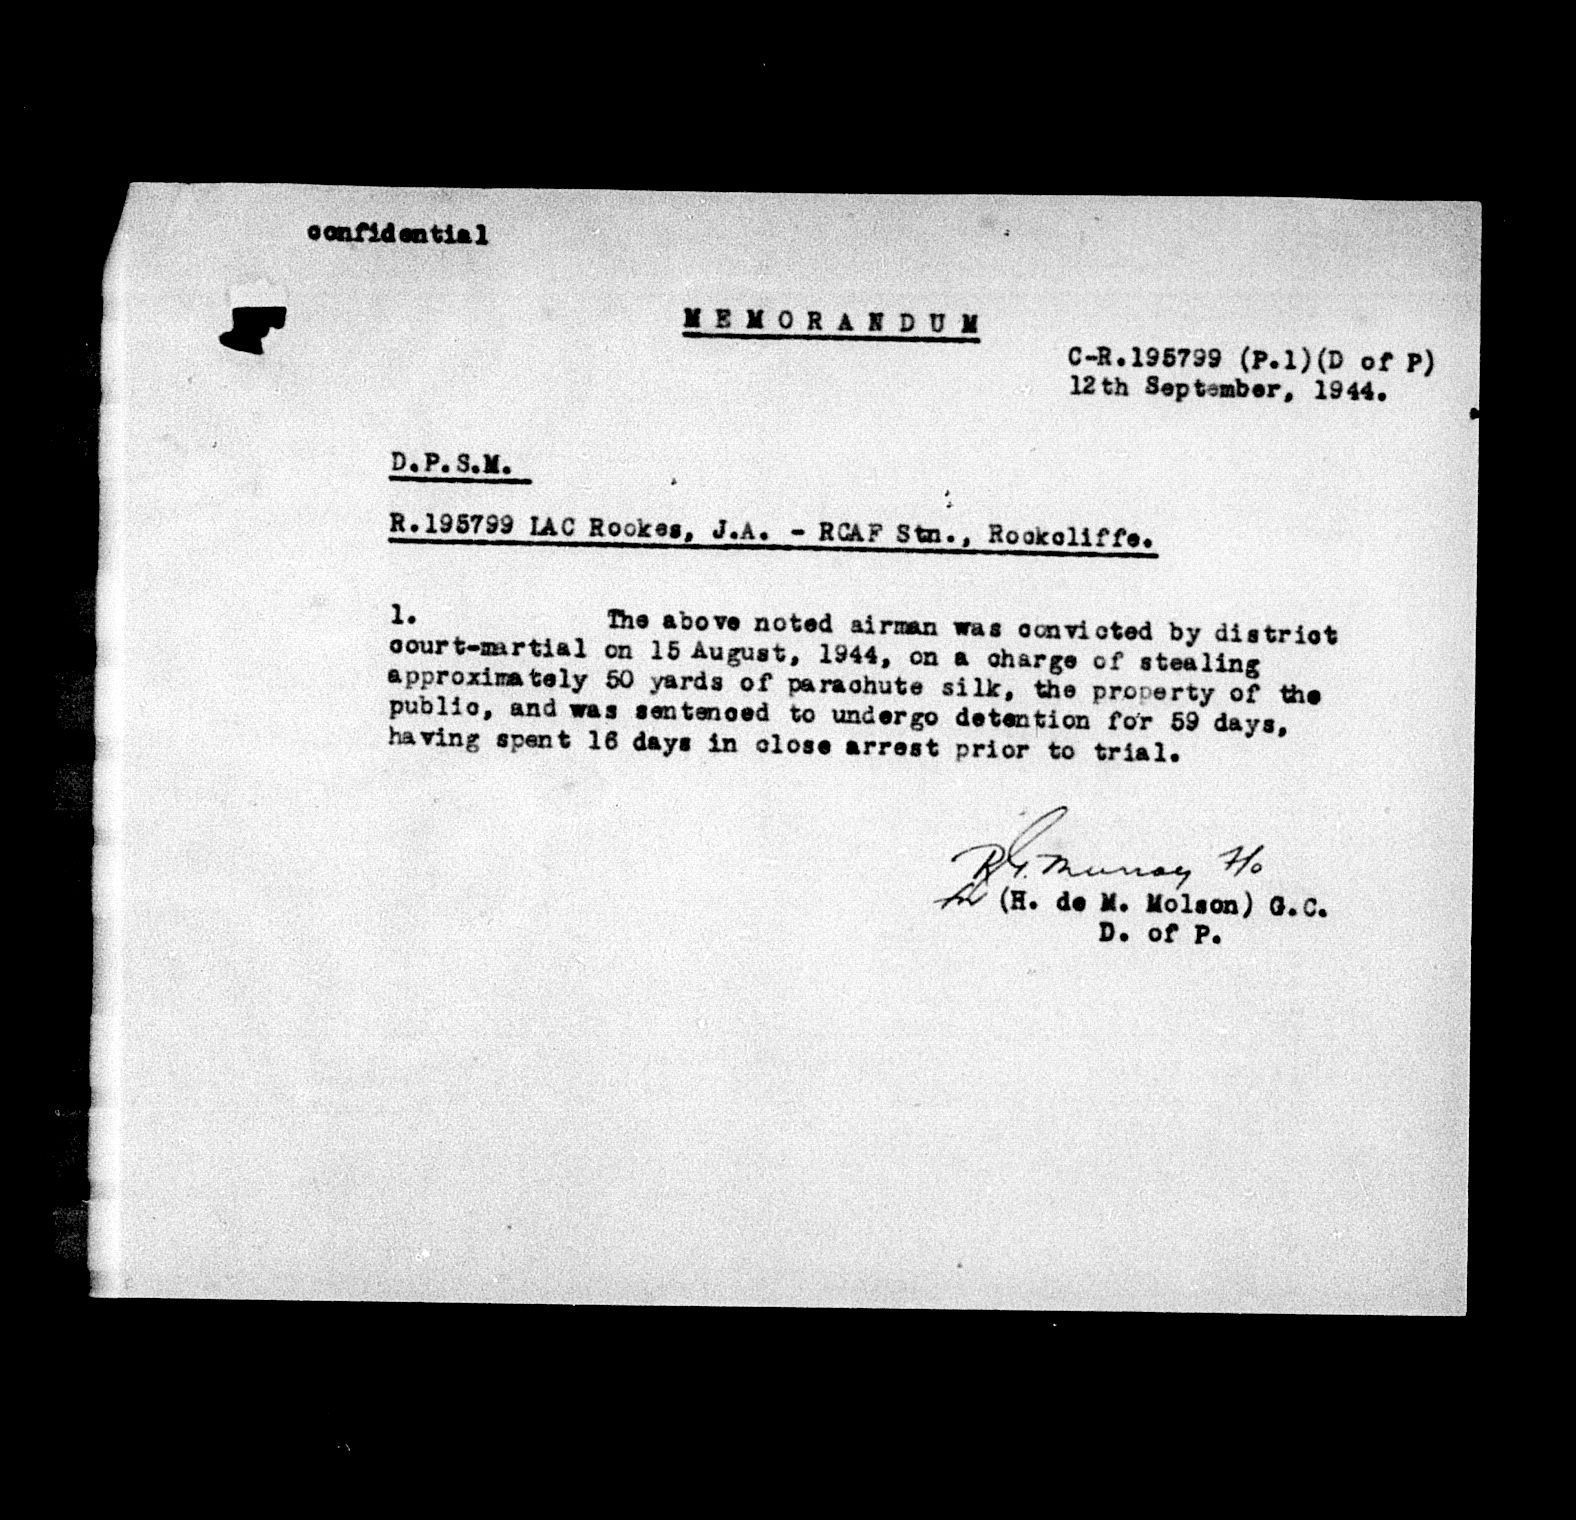 confidential
MEMORANDUM
C-R.195799 (P.1)(D of P)
12th September, 1944.
D.P.S.M.
R.195799 LAC Rookes, J.A. - RCAF Stn., Rockcliffe.
1. The above noted airman was convicted by district
court-martial on 15 August, 1944, on a charge of stealing
approximately 50 yards of parachute silk, the property of the
public, and was sentenced to undergo detention for 59 days,
having spent 16 days in close arrest prior to trial.
R.G. Murray F/O
for (H. de M. Molson) G.C.
D. of P.